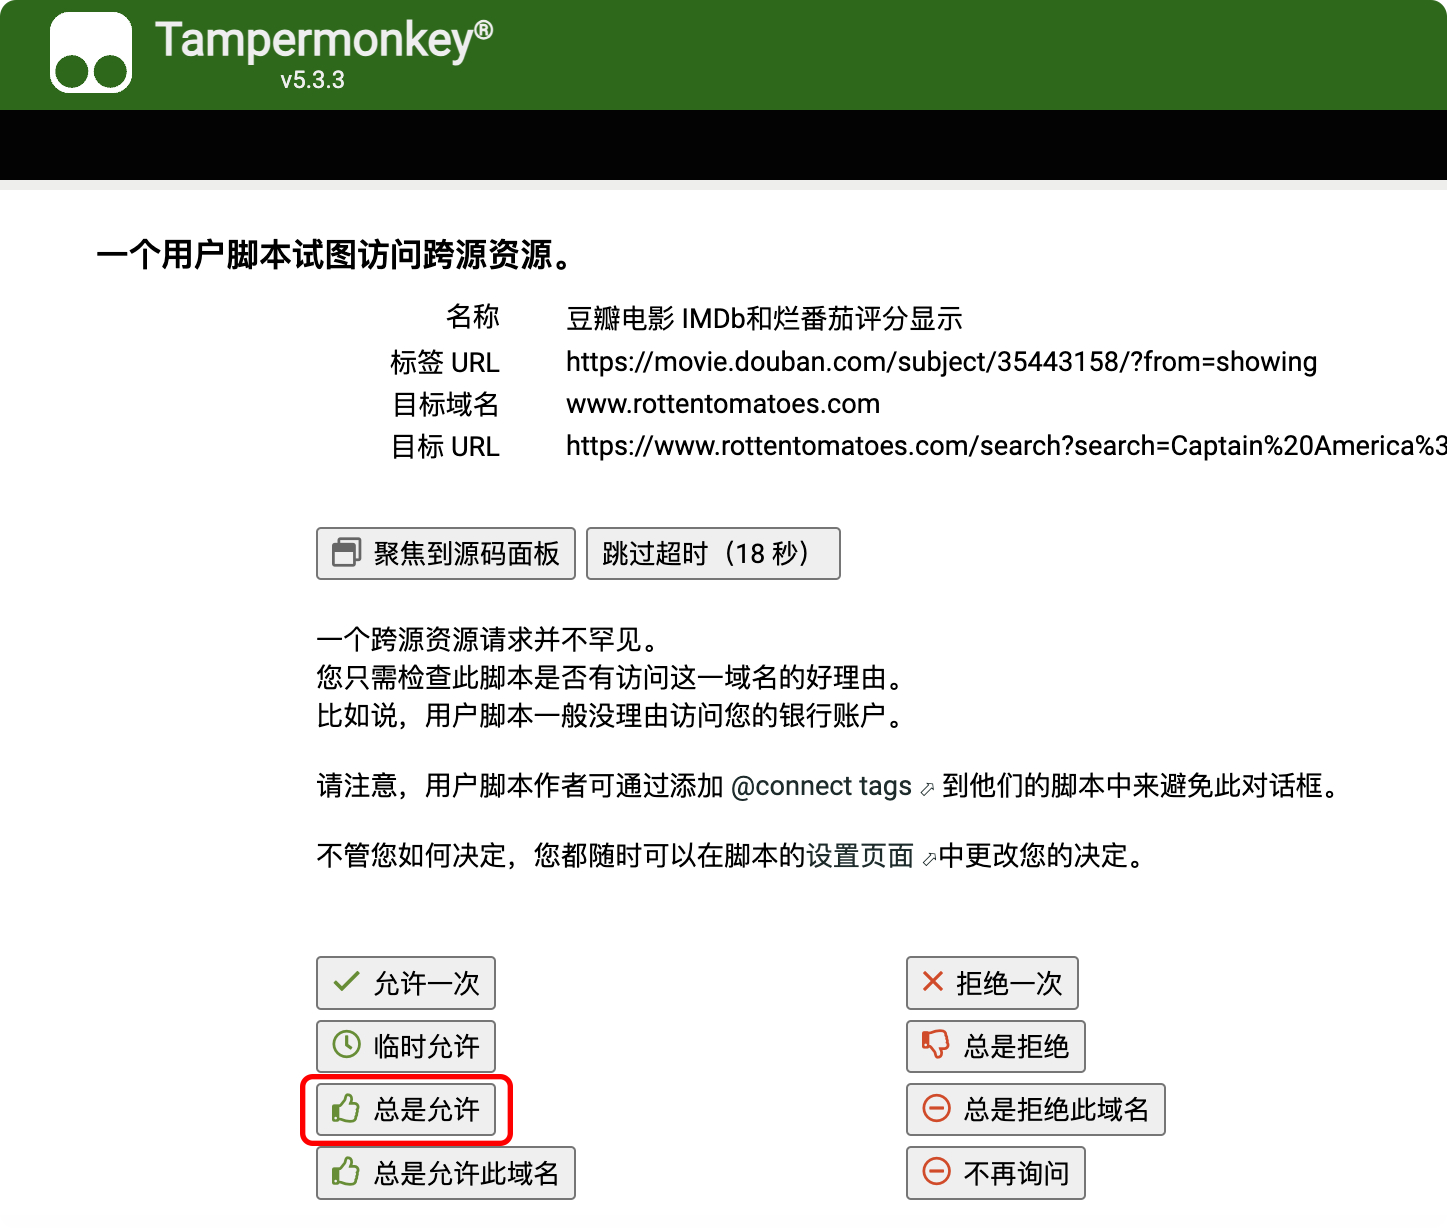 Tampermonkey®
v5.3.3
一个用户脚本试图访问跨源资源。
名称 豆瓣电影 IMDb和烂番茄评分显示
标签 URL https://movie.douban.com/subject/35443158/?from=showing
目标域名 www.rottentomatoes.com
目标 URL https://www.rottentomatoes.com/search?search=Captain%20America%3
聚焦到源码面板 跳过超时（18 秒）
一个跨源资源请求并不罕见。
您只需检查此脚本是否有访问这一域名的好理由。
比如说，用户脚本一般没理由访问您的银行账户。
请注意，用户脚本作者可通过添加 @connect tags 到他们的脚本中来避免此对话框。
不管您如何决定，您都随时可以在脚本的设置页面 中更改您的决定。
允许一次 拒绝一次
临时允许 总是拒绝
总是允许 总是拒绝此域名
总是允许此域名 不再询问